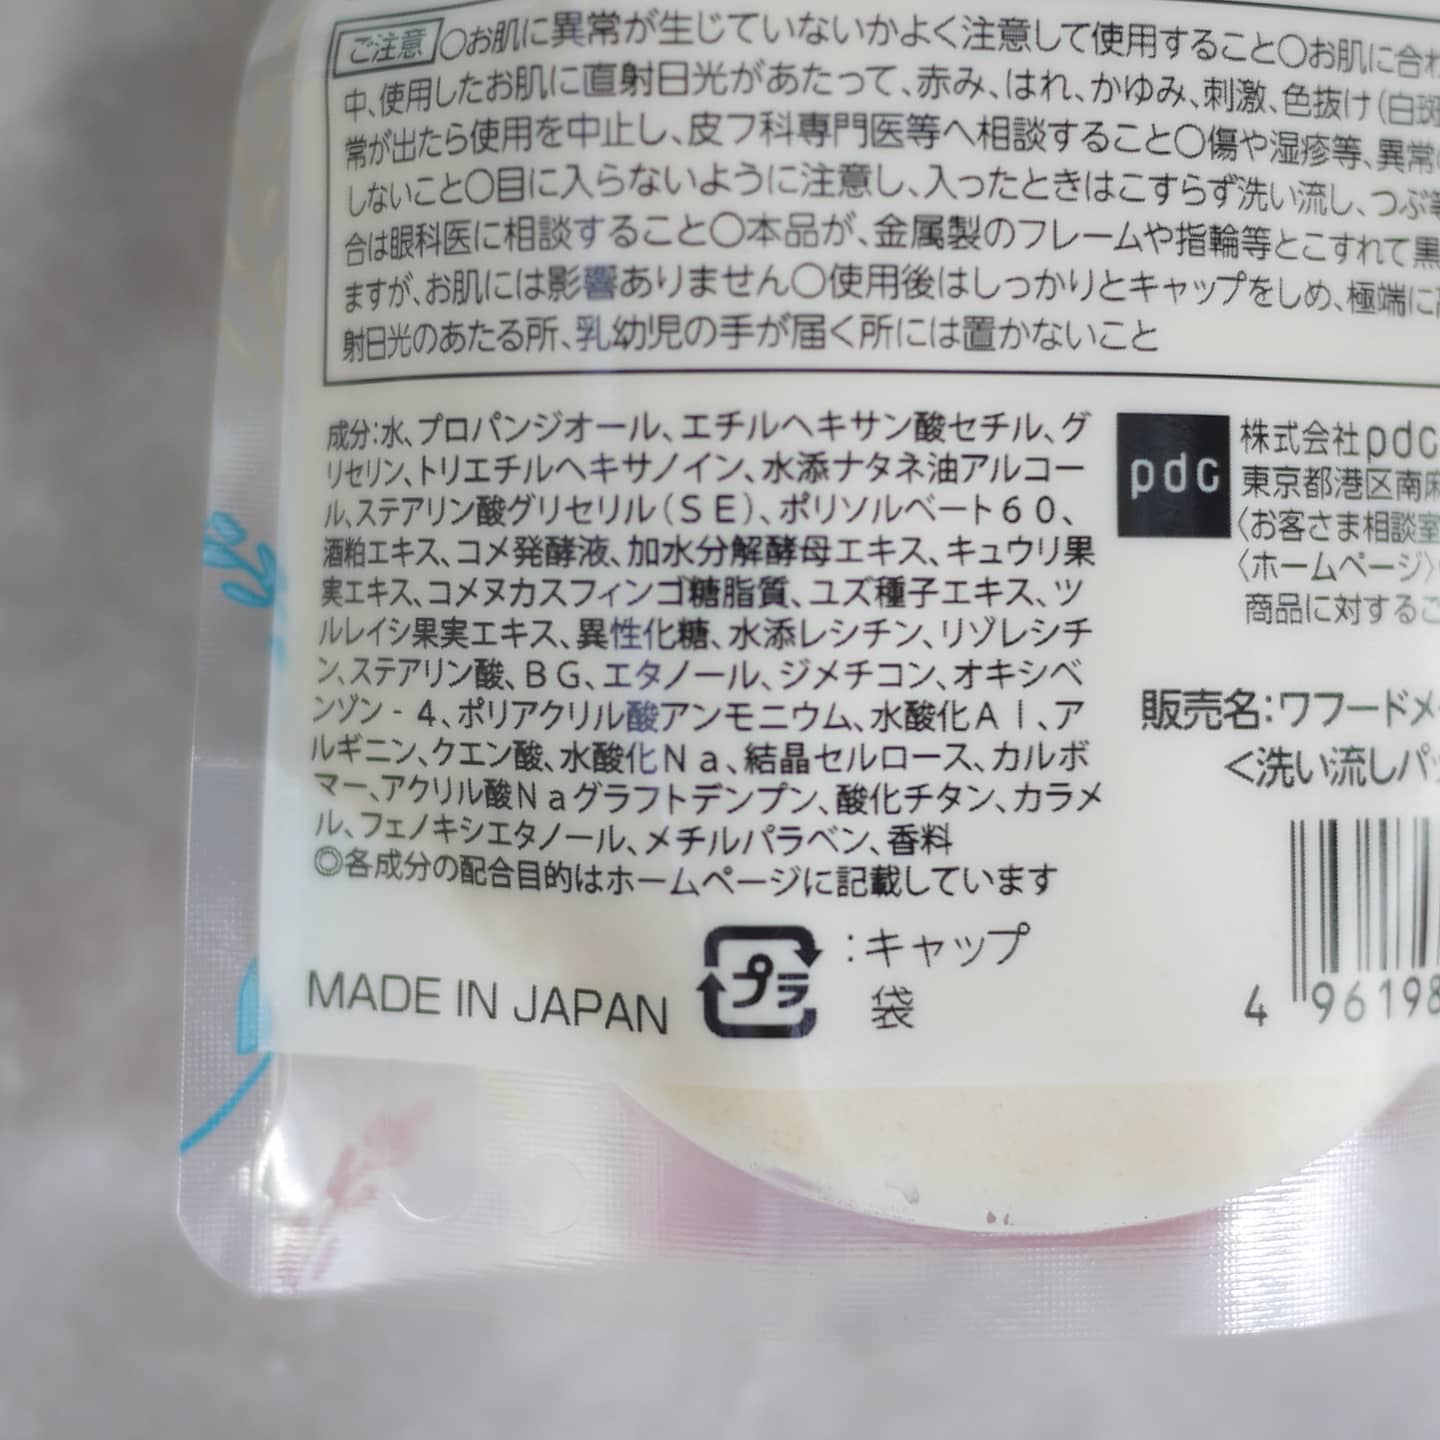 ご注意 ○お肌に異常が生じていないかよく注意して使用すること○お肌に合わ
中、使用したお肌に直射日光があたって、赤み、はれ、かゆみ、刺激、色抜け(白斑
常が出たら使用を中止し、皮フ科専門医等へ相談すること○傷や湿疹等、異常
しないこと○目に入らないように注意し、入ったときはこすらず洗い流し、つぶ等
合は眼科医に相談すること○本品が、金属製のフレームや指輪等とこすれて黒
ますが、お肌には影響ありません○使用後はしっかりとキャップをしめ、極端に高
射日光のあたる所、乳幼児の手が届く所には置かないこと
成分:水、プロパンジオール、エチルヘキサン酸セチル、グ
リセリン、トリエチルヘキサノイン、水添ナタネ油アルコー
ル、ステアリン酸グリセリル(SE)、ポリソルベート60、
酒粕エキス、コメ発酵液、加水分解酵母エキス、キュウリ果
実エキス、コメヌカスフィンゴ糖脂質、ユズ種子エキス、ツ
ルレイシ果実エキス、異性化糖、水添レシチン、リゾレシチ
ン、ステアリン酸、BG、エタノール、ジメチコン、オキシベ
ンゾン-4、ポリアクリル酸アンモニウム、水酸化Al、ア
ルギニン、クエン酸、水酸化Na、結晶セルロース、カルボ
マー、アクリル酸Naグラフトデンプン、酸化チタン、カラメ
ル、フェノキシエタノール、メチルパラベン、香料
◎各成分の配合目的はホームページに記載しています
MADE IN JAPAN
プラ
:キャップ
袋
pdc
株式会社pdc
東京都港区南麻
〈お客さま相談室
〈ホームページ〉
商品に対するご
販売名:ワフードメ
<洗い流しパッ
4 96198